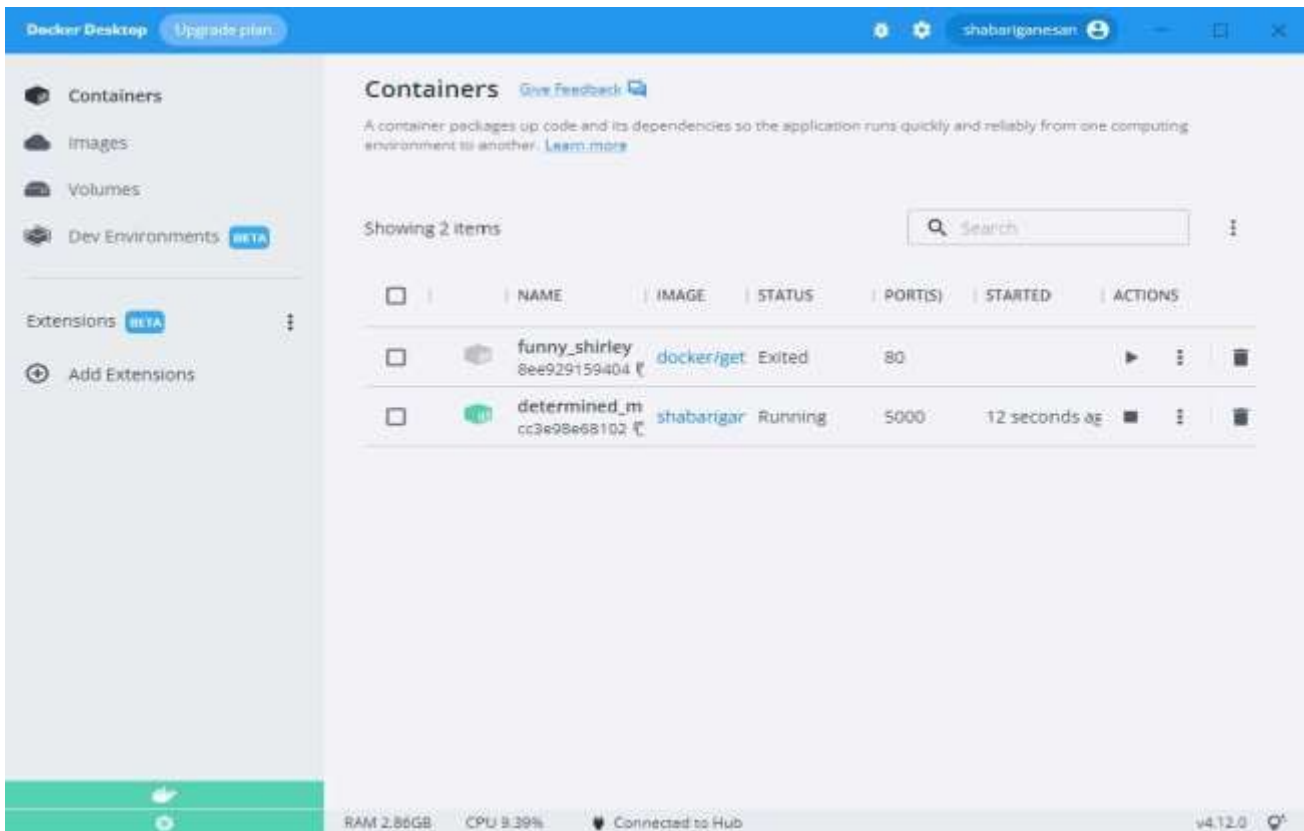 Docker Desktop Upgrade plan shabariganesan
Containers
Images
Volumes
Dev Environments BETA
Extensions BETA
Add Extensions
Containers Give Feedback
A container packages up code and its dependencies so the application runs quickly and reliably from one computing
environment to another. Learn more
Showing 2 items Search
NAME IMAGE STATUS PORT(S) STARTED ACTIONS
funny_shirley docker/get Exited 80
8ee929159404
determined_m shabarigar Running 5000 12 seconds ag
cc3e98e68102
RAM 2.86GB CPU 9.39% Connected to Hub v4.12.0